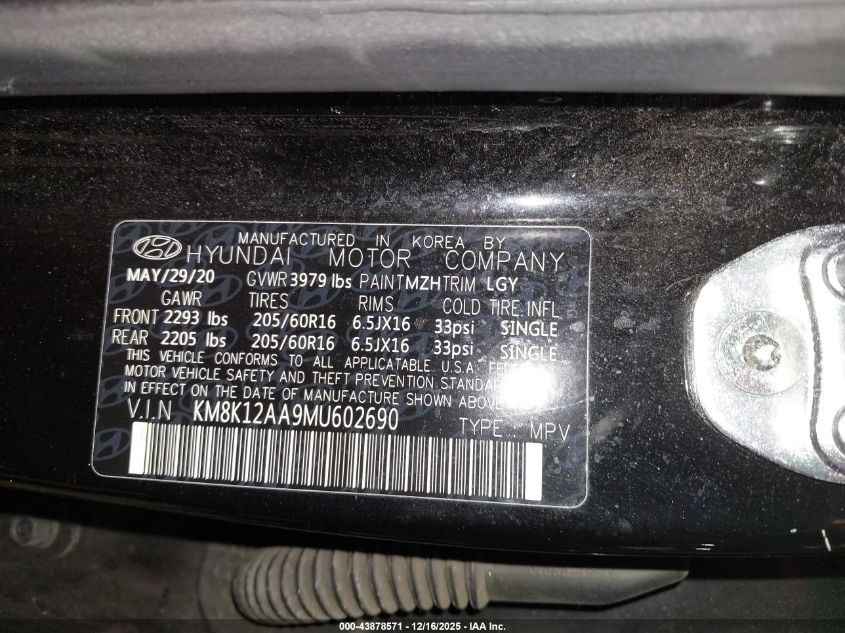 MANUFACTURED IN KOREA BY
HYUNDAI MOTOR COMPANY
MAY/29/20 GVWR 3979 lbs PAINT MZH TRIM LGY
GAWR TIRES RIMS COLD TIRE INFL
FRONT 2293 lbs 205/60R16 6.5JX16 33psi SINGLE
REAR 2205 lbs 205/60R16 6.5JX16 33psi SINGLE
THIS VEHICLE CONFORMS TO ALL APPLICATABLE U.S.A.
MOTOR VEHICLE SAFETY AND THEFT PREVENTION
IN EFFECT ON THE DATE OF MANUFACTURE SHOWN ABOVE.
V.I.N KM8K12AA9MU602690 TYPE : MPV
000-43878571 - 12/16/2025 - IAA Inc.